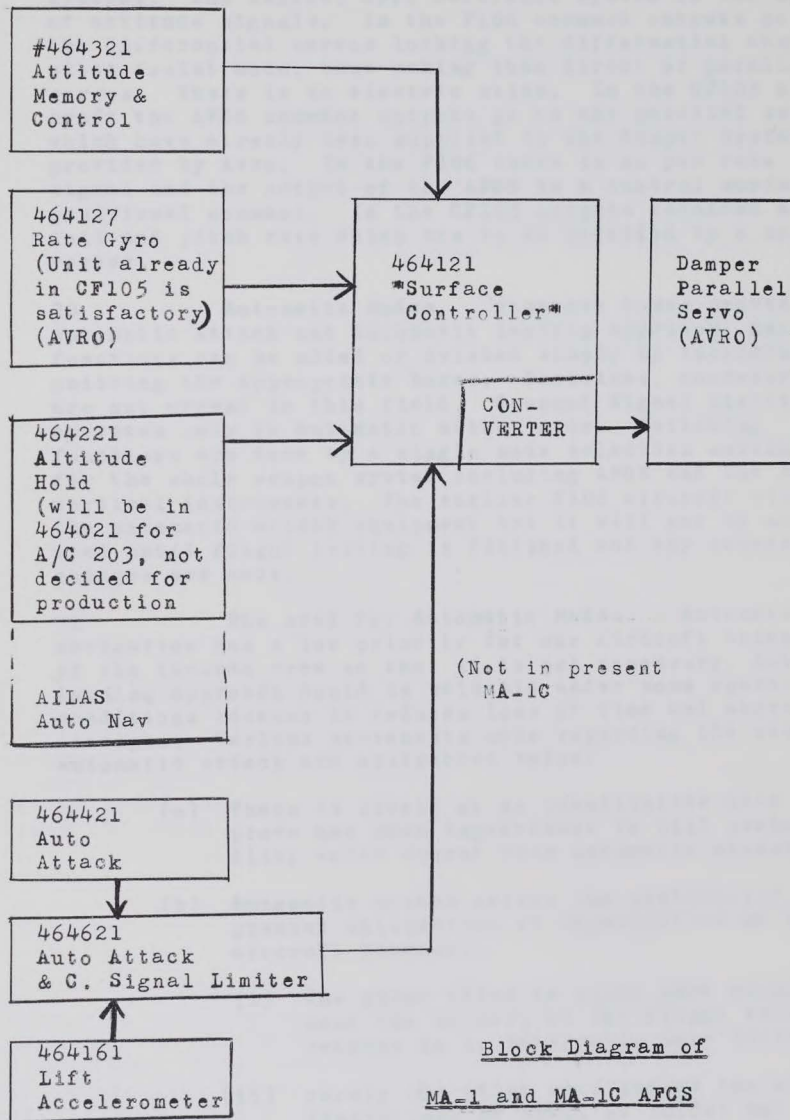 #464321
Attitude
Memory &
Control
464127
Rate Gyro
(Unit already
in CF105 is
satisfactory)
(AVRO)
464121
"Surface
Controller"
Damper
Parallel
Servo
(AVRO)
CON-
VERTER
464221
Altitude
Hold
(will be in
464021 for
A/C 203, not
decided for
production
AILAS
Auto Nav
(Not in present
MA-1C
464421
Auto
Attack
464621
Auto Attack
& C. Signal Limiter
464161
Lift
Accelerometer
Block Diagram of
MA-1 and MA-1C AFCS